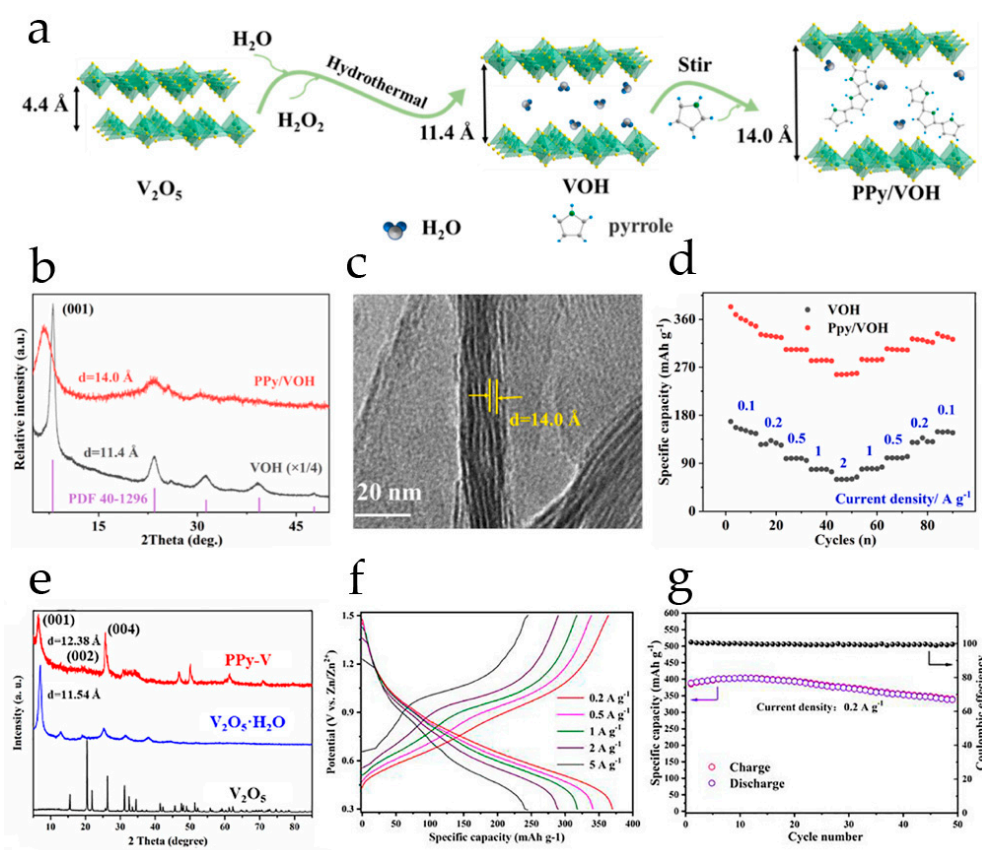 a
H₂O
Hydrothermal
H₂O₂
4.4 Å
V₂O₅
11.4 Å
VOH
Stir
14.0 Å
PPy/VOH
H₂O
pyrrole
b
Relative intensity (a.u.)
(001)
d=14.0 Å
PPy/VOH
d=11.4 Å
VOH (×1/4)
PDF 40-1296
15 30 45
2Theta (deg.)
c
d=14.0 Å
20 nm
d
Specific capacity (mAh g⁻¹)
360
270
180
90
0
VOH
Ppy/VOH
0.1 0.2 0.5 1 2 1 0.5 0.2 0.1
Current density/ A g⁻¹
0 20 40 60 80
Cycles (n)
e
Intensity (a. u.)
(001)
d=12.38 Å
(002)
(004)
PPy-V
d=11.54 Å
V₂O₅·H₂O
V₂O₅
10 20 30 40 50 60 70 80
2 Theta (degree)
f
Potential (V vs. Zn/Zn²⁺)
1.5
1.2
0.9
0.6
0.3
0.2 A g⁻¹
0.5 A g⁻¹
1 A g⁻¹
2 A g⁻¹
5 A g⁻¹
0 50 100 150 200 250 300 350 400
Specific capacity (mAh g-1)
g
Specific capacity (mAh g⁻¹)
600
550
500
450
400
350
300
250
200
150
100
50
0
Current density: 0.2 A g⁻¹
Charge
Discharge
0 10 20 30 40 50
Cycle number
100
80
60
40
20
0
Coulombic effeciency